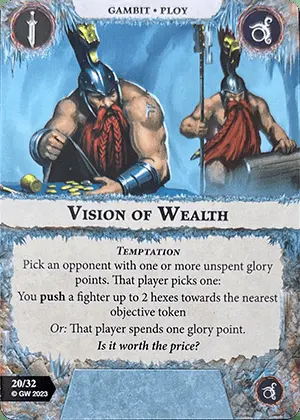 GAMBIT • PLOY
VISION OF WEALTH
TEMPTATION
Pick an opponent with one or more unspent glory
points. That player picks one:
You push a fighter up to 2 hexes towards the nearest
objective token
Or: That player spends one glory point.
Is it worth the price?
20/32
© GW 2023